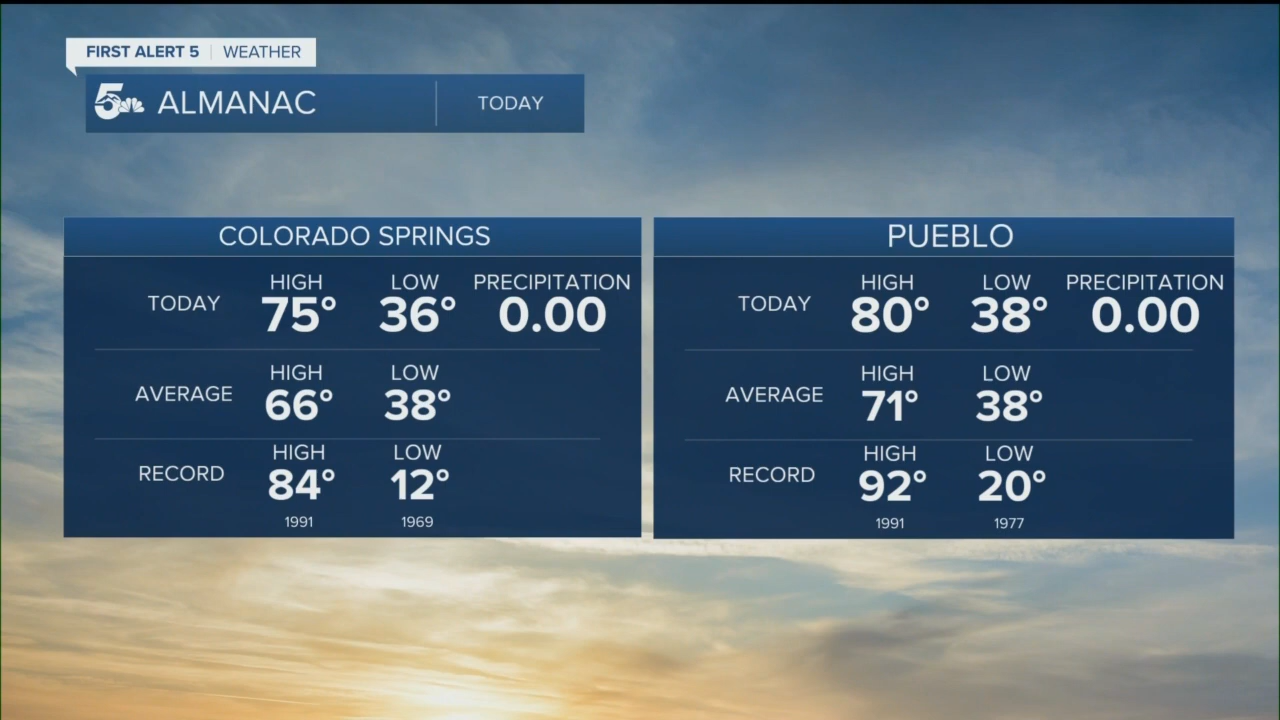 FIRST ALERT 5 | WEATHER
5 ALMANAC TODAY
COLORADO SPRINGS
HIGH LOW PRECIPITATION
TODAY 75° 36° 0.00
HIGH LOW
AVERAGE 66° 38°
HIGH LOW
RECORD 84° 12°
1991 1969
PUEBLO
HIGH LOW PRECIPITATION
TODAY 80° 38° 0.00
HIGH LOW
AVERAGE 71° 38°
HIGH LOW
RECORD 92° 20°
1991 1977